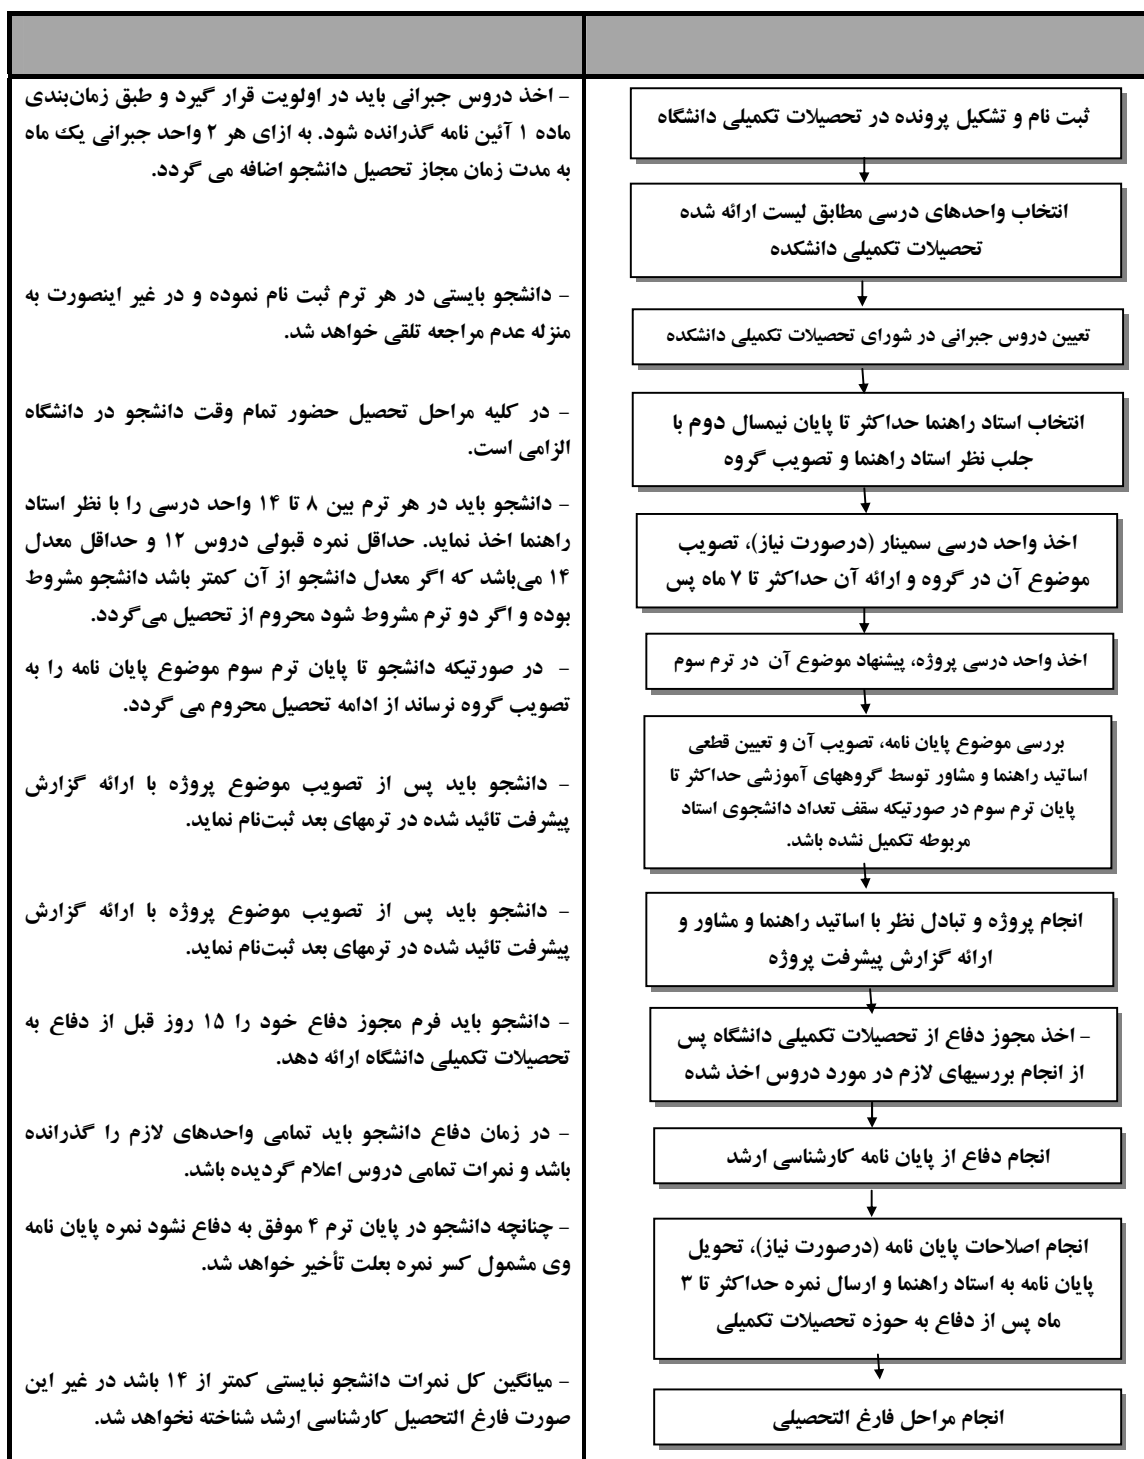 ثبت نام و تشکیل پرونده در تحصیلات تکمیلی دانشگاه
انتخاب واحدهای درسی مطابق لیست ارائه شده
تحصیلات تکمیلی دانشکده
تعیین دروس جبرانی در شورای تحصیلات تکمیلی دانشکده
انتخاب استاد راهنما حداکثر تا پایان نیمسال دوم با
جلب نظر استاد راهنما و تصویب گروه
اخذ واحد درسی سمینار (درصورت نیاز)، تصویب
موضوع آن در گروه و ارائه آن حداکثر تا ۷ ماه پس
اخذ واحد درسی پروژه، پیشنهاد موضوع آن در ترم سوم
بررسی موضوع پایان نامه، تصویب آن و تعیین قطعی
اساتید راهنما و مشاور توسط گروههای آموزشی حداکثر تا
پایان ترم سوم در صورتیکه سقف تعداد دانشجوی استاد
مربوطه تکمیل نشده باشد.
انجام پروژه و تبادل نظر با اساتید راهنما و مشاور و
ارائه گزارش پیشرفت پروژه
- اخذ مجوز دفاع از تحصیلات تکمیلی دانشگاه پس
از انجام بررسیهای لازم در مورد دروس اخذ شده
انجام دفاع از پایان نامه کارشناسی ارشد
انجام اصلاحات پایان نامه (درصورت نیاز)، تحویل
پایان نامه به استاد راهنما و ارسال نمره حداکثر تا ۳
ماه پس از دفاع به حوزه تحصیلات تکمیلی
انجام مراحل فارغ التحصیلی
- اخذ دروس جبرانی باید در اولویت قرار گیرد و طبق زمان‌بندی
ماده ۱ آئین نامه گذرانده شود. به ازای هر ۲ واحد جبرانی یک ماه
به مدت زمان مجاز تحصیل دانشجو اضافه می گردد.
- دانشجو بایستی در هر ترم ثبت نام نموده و در غیر اینصورت به
منزله عدم مراجعه تلقی خواهد شد.
- در کلیه مراحل تحصیل حضور تمام وقت دانشجو در دانشگاه
الزامی است.
- دانشجو باید در هر ترم بین ۸ تا ۱۴ واحد درسی را با نظر استاد
راهنما اخذ نماید. حداقل نمره قبولی دروس ۱۲ و حداقل معدل
۱۴ می‌باشد که اگر معدل دانشجو از آن کمتر باشد دانشجو مشروط
بوده و اگر دو ترم مشروط شود محروم از تحصیل می‌گردد.
- در صورتیکه دانشجو تا پایان ترم سوم موضوع پایان نامه را به
تصویب گروه نرساند از ادامه تحصیل محروم می گردد.
- دانشجو باید پس از تصویب موضوع پروژه با ارائه گزارش
پیشرفت تائید شده در ترمهای بعد ثبت‌نام نماید.
- دانشجو باید پس از تصویب موضوع پروژه با ارائه گزارش
پیشرفت تائید شده در ترمهای بعد ثبت‌نام نماید.
- دانشجو باید فرم مجوز دفاع خود را ۱۵ روز قبل از دفاع به
تحصیلات تکمیلی دانشگاه ارائه دهد.
- در زمان دفاع دانشجو باید تمامی واحدهای لازم را گذرانده
باشد و نمرات تمامی دروس اعلام گردیده باشد.
- چنانچه دانشجو در پایان ترم ۴ موفق به دفاع نشود نمره پایان نامه
وی مشمول کسر نمره بعلت تأخیر خواهد شد.
- میانگین کل نمرات دانشجو نبایستی کمتر از ۱۴ باشد در غیر این
صورت فارغ التحصیل کارشناسی ارشد شناخته نخواهد شد.